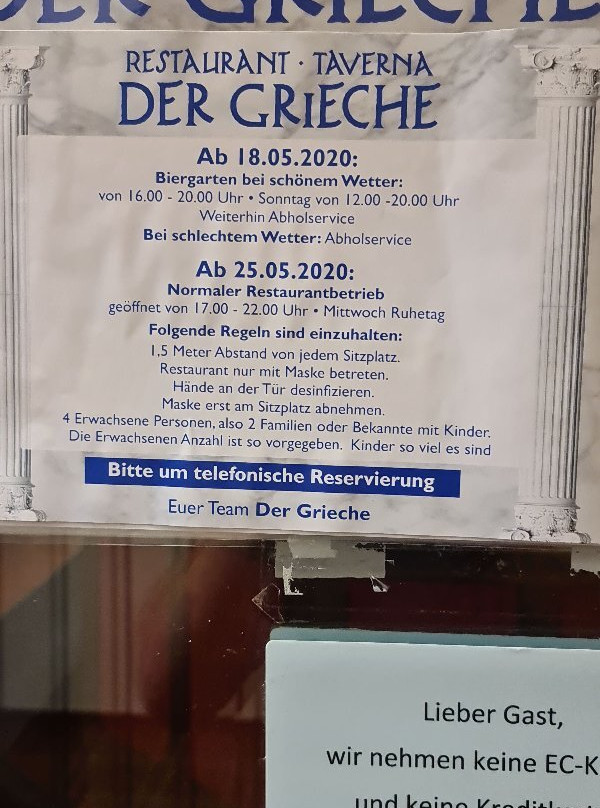 DER GRIECHE
RESTAURANT · TAVERNA
DER GRIECHE
Ab 18.05.2020:
Biergarten bei schönem Wetter:
von 16.00 - 20.00 Uhr • Sonntag von 12.00 -20.00 Uhr
Weiterhin Abholservice
Bei schlechtem Wetter: Abholservice
Ab 25.05.2020:
Normaler Restaurantbetrieb
geöffnet von 17.00 - 22.00 Uhr • Mittwoch Ruhetag
Folgende Regeln sind einzuhalten:
1,5 Meter Abstand von jedem Sitzplatz.
Restaurant nur mit Maske betreten.
Hände an der Tür desinfizieren.
Maske erst am Sitzplatz abnehmen.
4 Erwachsene Personen, also 2 Familien oder Bekannte mit Kinder.
Die Erwachsenen Anzahl ist so vorgegeben. Kinder so viel es sind
Bitte um telefonische Reservierung
Euer Team Der Grieche
Lieber Gast,
wir nehmen keine EC-K
und keine